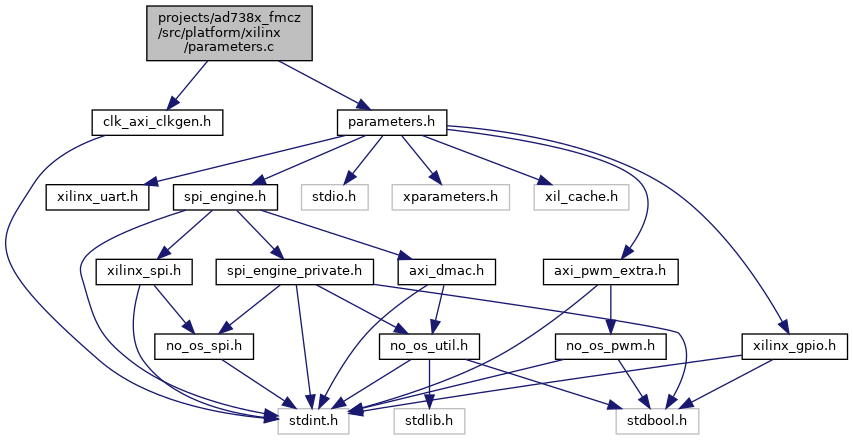 projects/ad738x_fmcz
/src/platform/xilinx
/parameters.c
clk_axi_clkgen.h
parameters.h
xilinx_uart.h
spi_engine.h
stdio.h
xparameters.h
xil_cache.h
xilinx_spi.h
spi_engine_private.h
axi_dmac.h
axi_pwm_extra.h
no_os_spi.h
no_os_util.h
no_os_pwm.h
xilinx_gpio.h
stdint.h
stdlib.h
stdbool.h